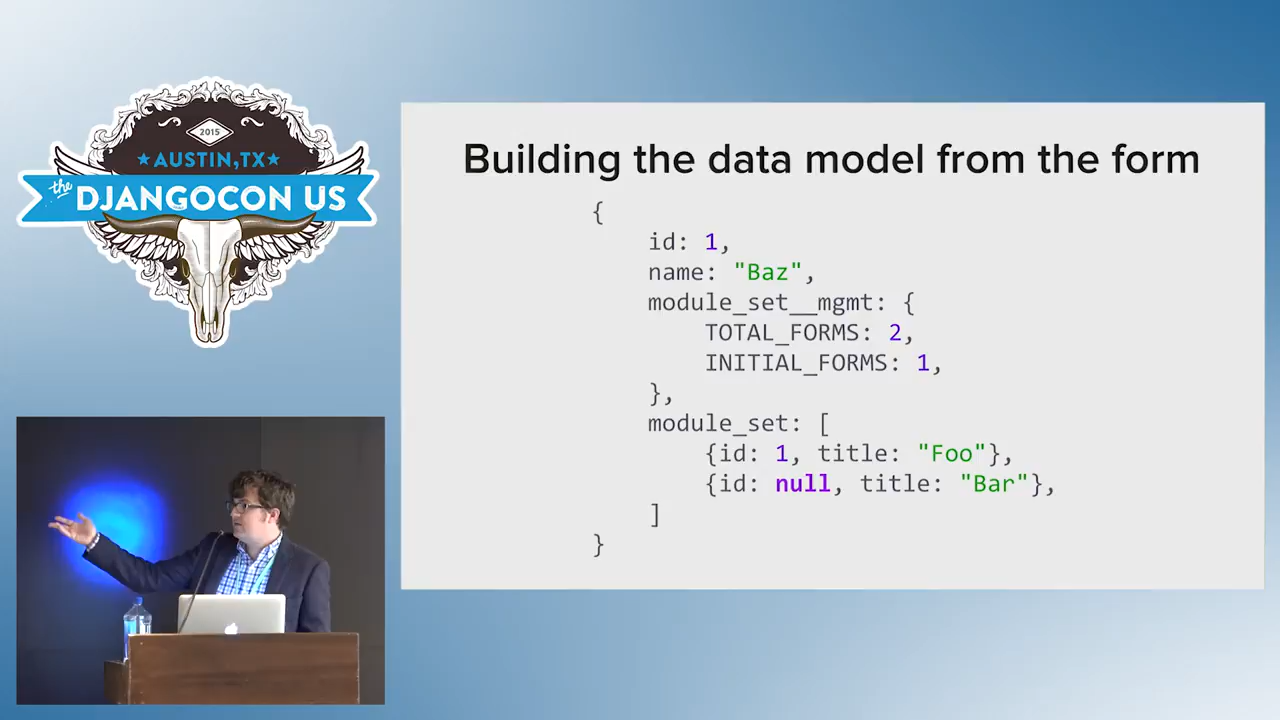 2015
★AUSTIN,TX★
the
DJANGOCON US
Building the data model from the form
{
id: 1,
name: "Baz",
module_set__mgmt: {
TOTAL_FORMS: 2,
INITIAL_FORMS: 1,
},
module_set: [
{id: 1, title: "Foo"},
{id: null, title: "Bar"},
]
}